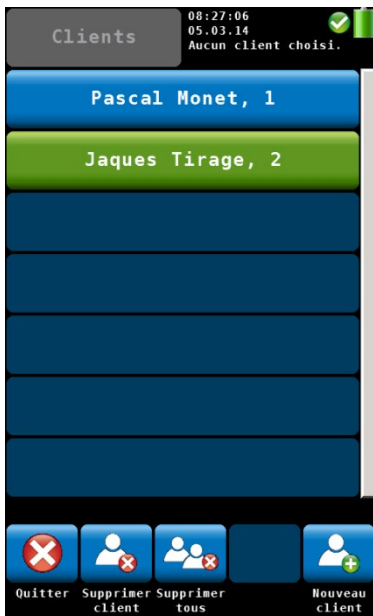 Clients
08:27:06
05.03.14
Aucun client choisi.
Pascal Monet, 1
Jaques Tirage, 2
Quitter
Supprimer client
Supprimer tous
Nouveau client